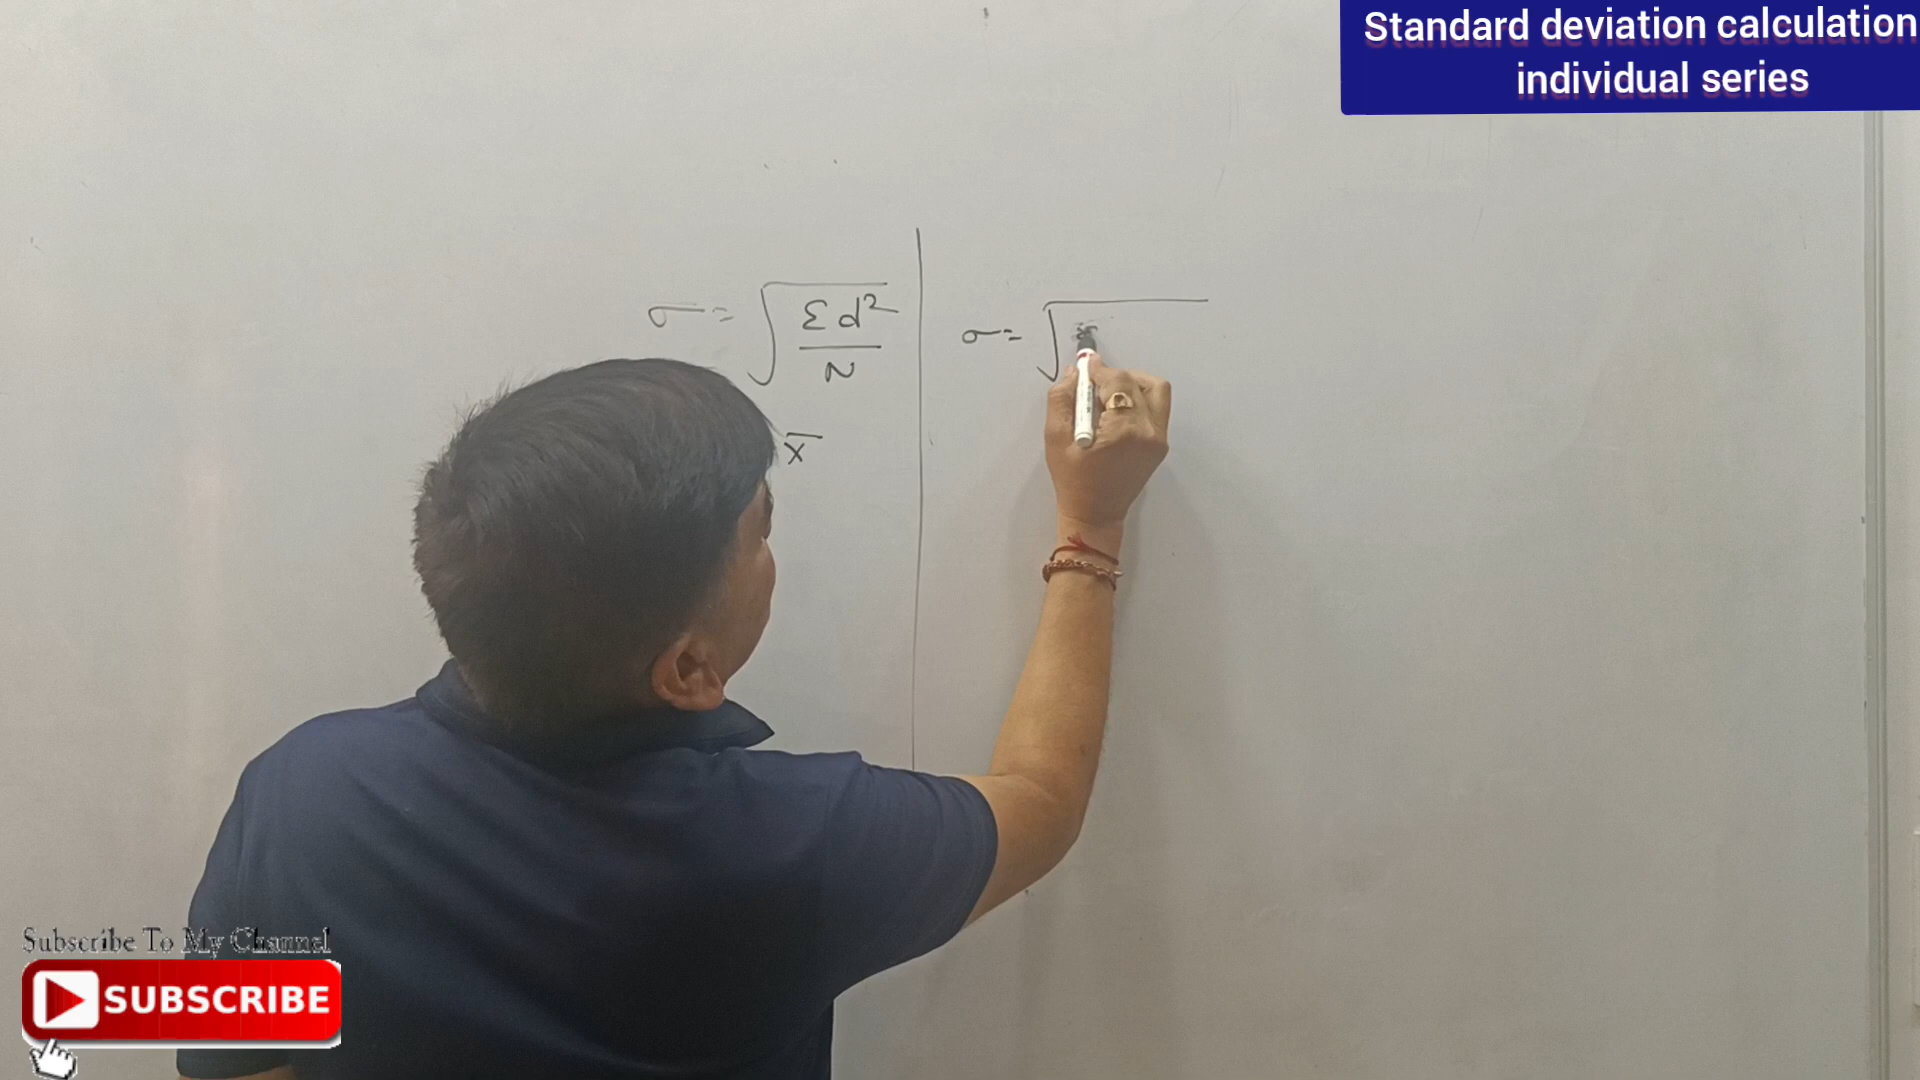 Standard deviation calculation
individual series
σ = √(Σd²/N)
x̄
σ = √
Subscribe To My Channel
SUBSCRIBE